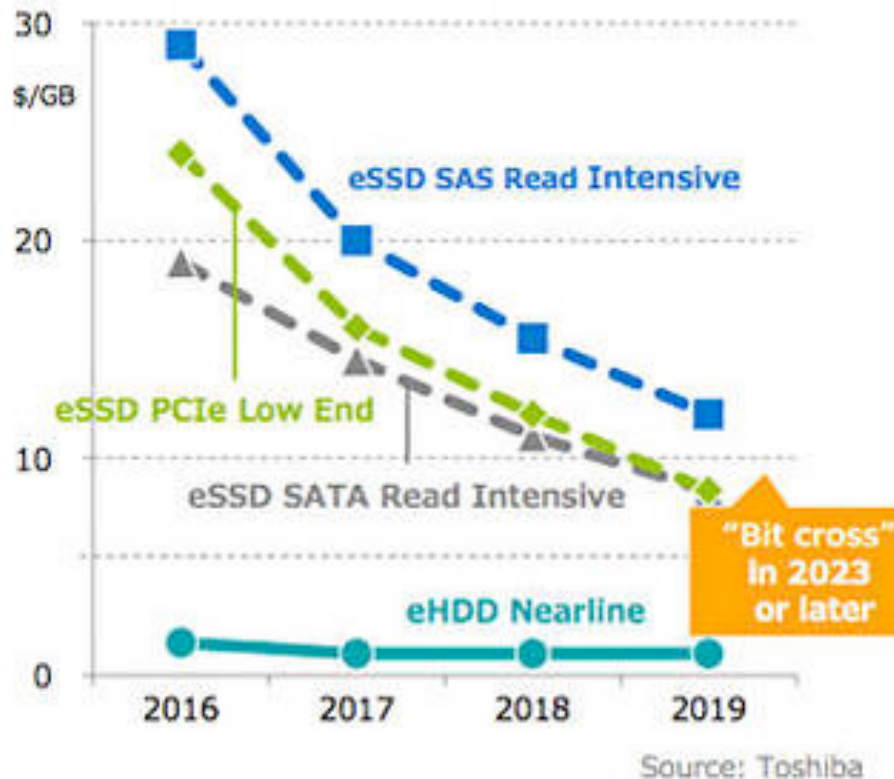 30
$/GB
eSSD SAS Read Intensive
20
eSSD PCIe Low End
10
eSSD SATA Read Intensive
"Bit cross"
in 2023
or later
eHDD Nearline
0
2016 2017 2018 2019
Source: Toshiba